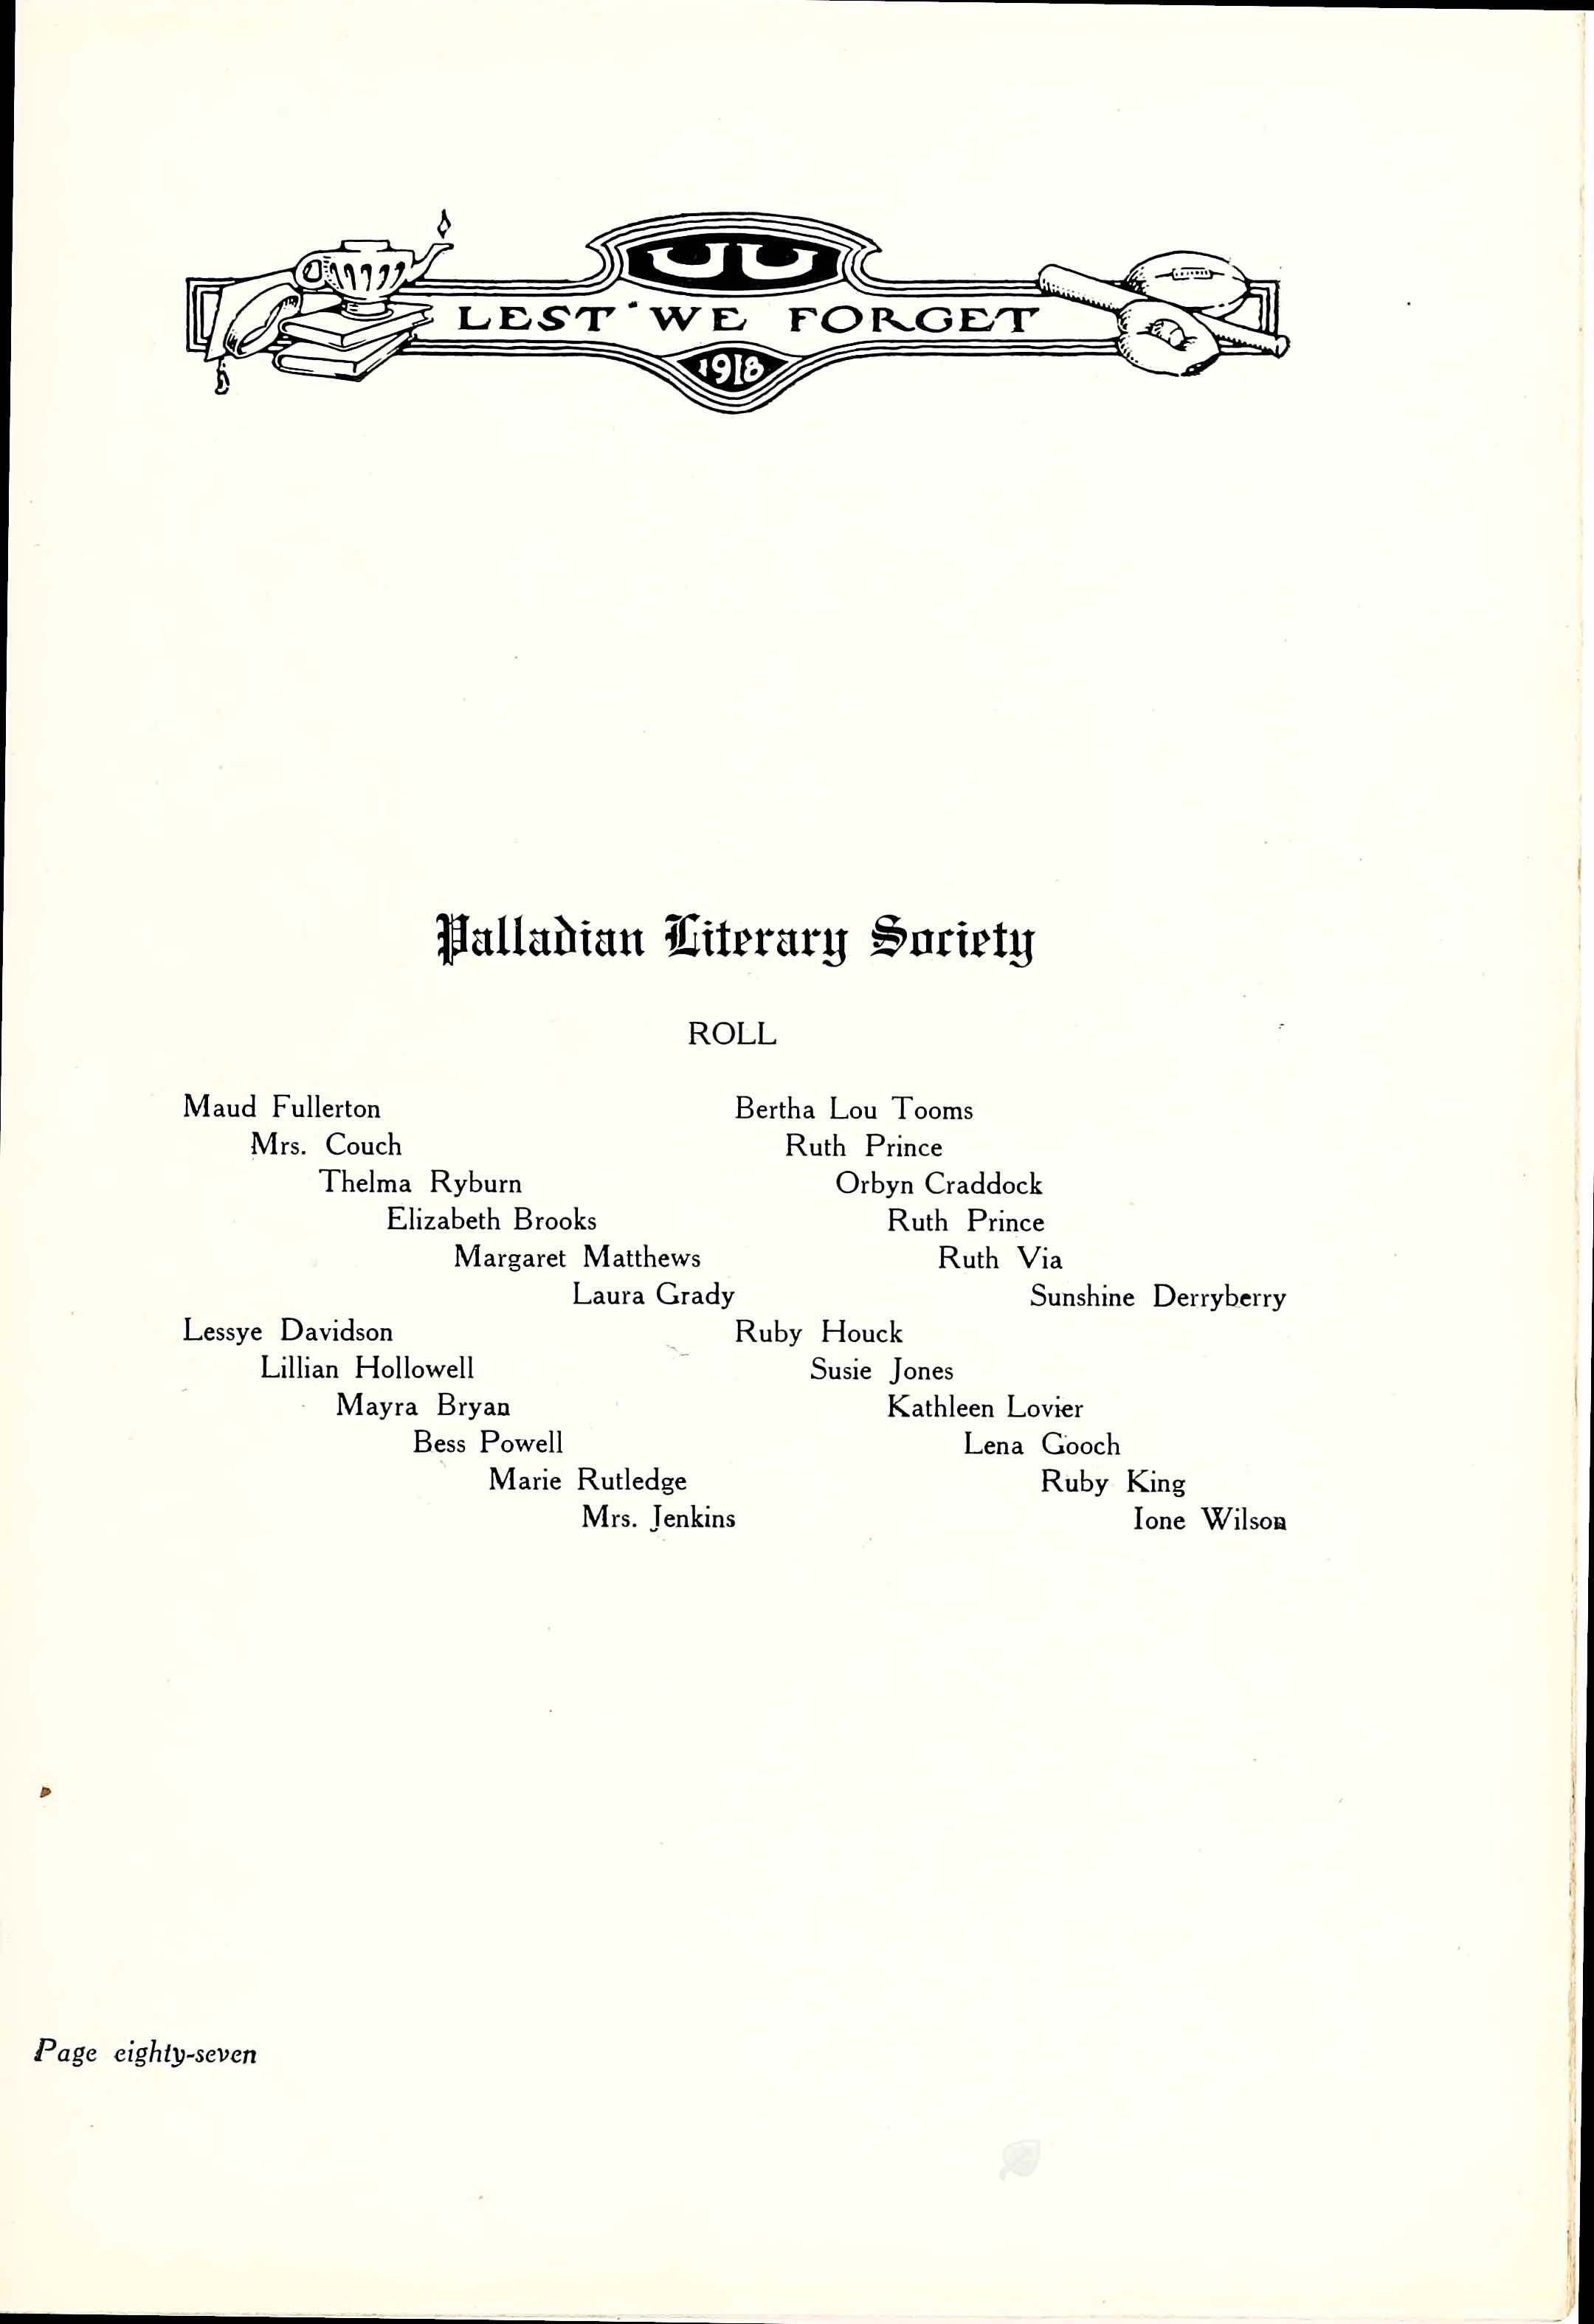 UU
LEST WE FORGET
1918
Palladian Literary Society
ROLL
Maud Fullerton
Mrs. Couch
Thelma Ryburn
Elizabeth Brooks
Margaret Matthews
Laura Grady
Lessye Davidson
Lillian Hollowell
Mayra Bryan
Bess Powell
Marie Rutledge
Mrs. Jenkins
Bertha Lou Tooms
Ruth Prince
Orbyn Craddock
Ruth Prince
Ruth Via
Sunshine Derryberry
Ruby Houck
Susie Jones
Kathleen Lovier
Lena Gooch
Ruby King
Ione Wilson
Page eighty-seven